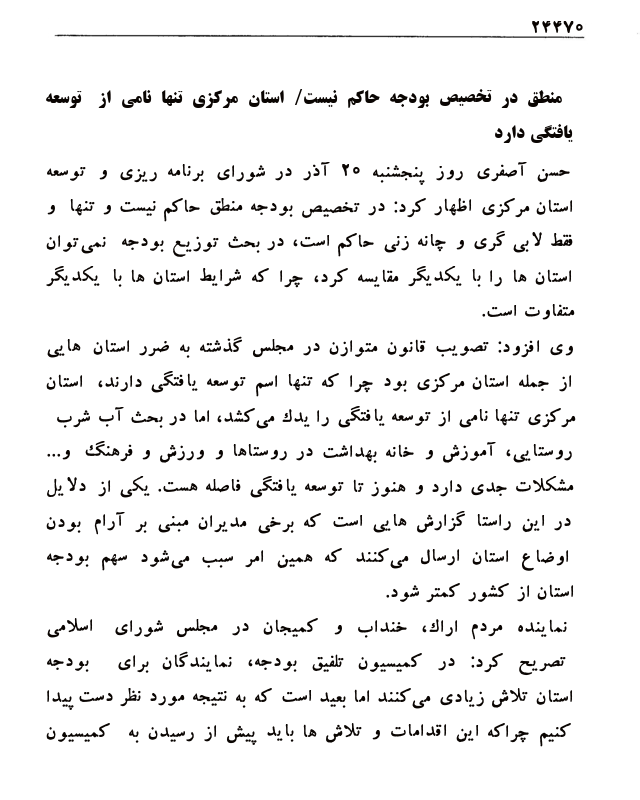 ۲۴۴۷۰
منطق در تخصیص بودجه حاکم نیست/ استان مرکزی تنها نامی از توسعه
یافتگی دارد
حسن آصفری روز پنجشنبه ۲۰ آذر در شورای برنامه ریزی و توسعه
استان مرکزی اظهار کرد: در تخصیص بودجه منطق حاکم نیست و تنها و
فقط لابی گری و چانه زنی حاکم است، در بحث توزیع بودجه نمی‌توان
استان ها را با یکدیگر مقایسه کرد، چرا که شرایط استان ها با یکدیگر
متفاوت است.
وی افزود: تصویب قانون متوازن در مجلس گذشته به ضرر استان هایی
از جمله استان مرکزی بود چرا که تنها اسم توسعه یافتگی دارند، استان
مرکزی تنها نامی از توسعه یافتگی را یدک می‌کشد، اما در بحث آب شرب
روستایی، آموزش و خانه بهداشت در روستاها و ورزش و فرهنگ و...
مشکلات جدی دارد و هنوز تا توسعه یافتگی فاصله هست. یکی از دلایل
در این راستا گزارش هایی است که برخی مدیران مبنی بر آرام بودن
اوضاع استان ارسال می‌کنند که همین امر سبب می‌شود سهم بودجه
استان از کشور کمتر شود.
نماینده مردم اراک، خنداب و کمیجان در مجلس شورای اسلامی
تصریح کرد: در کمیسیون تلفیق بودجه، نمایندگان برای بودجه
استان تلاش زیادی می‌کنند اما بعید است که به نتیجه مورد نظر دست پیدا
کنیم چراکه این اقدامات و تلاش ها باید پیش از رسیدن به کمیسیون